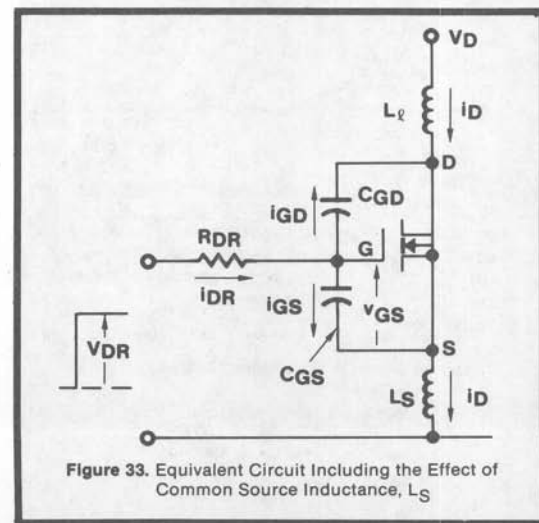 VD
Lℓ
iD
D
CGD
iGD
RDR
G
iDR
iGS
vGS
VDR
S
CGS
LS
iD
Figure 33. Equivalent Circuit Including the Effect of
Common Source Inductance, LS